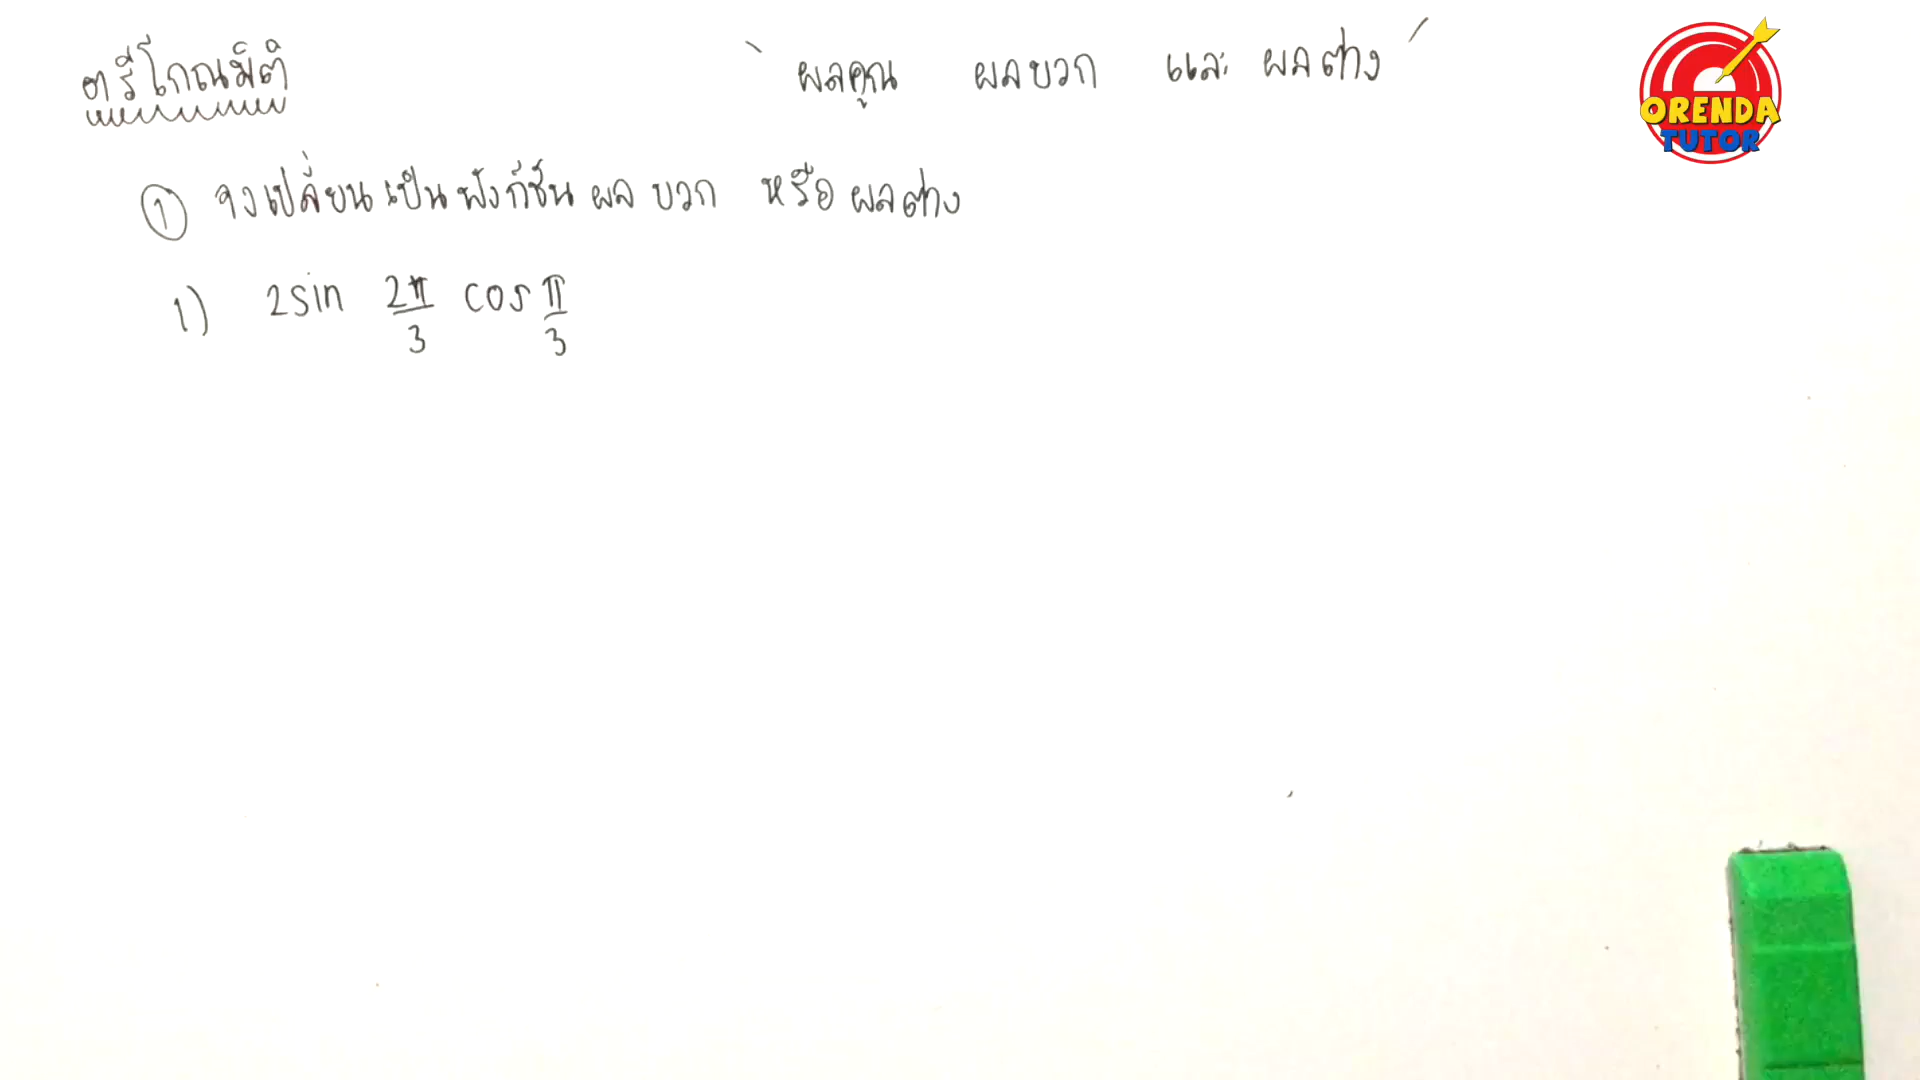 ตรีโกณมิติ
` ผลคูณ ผลบวก และ ผลต่าง ´
ORENDA
TUTOR
① จงเปลี่ยนเป็นฟังก์ชัน ผลบวก หรือ ผลต่าง
1) 2sin 2π/3 cos π/3